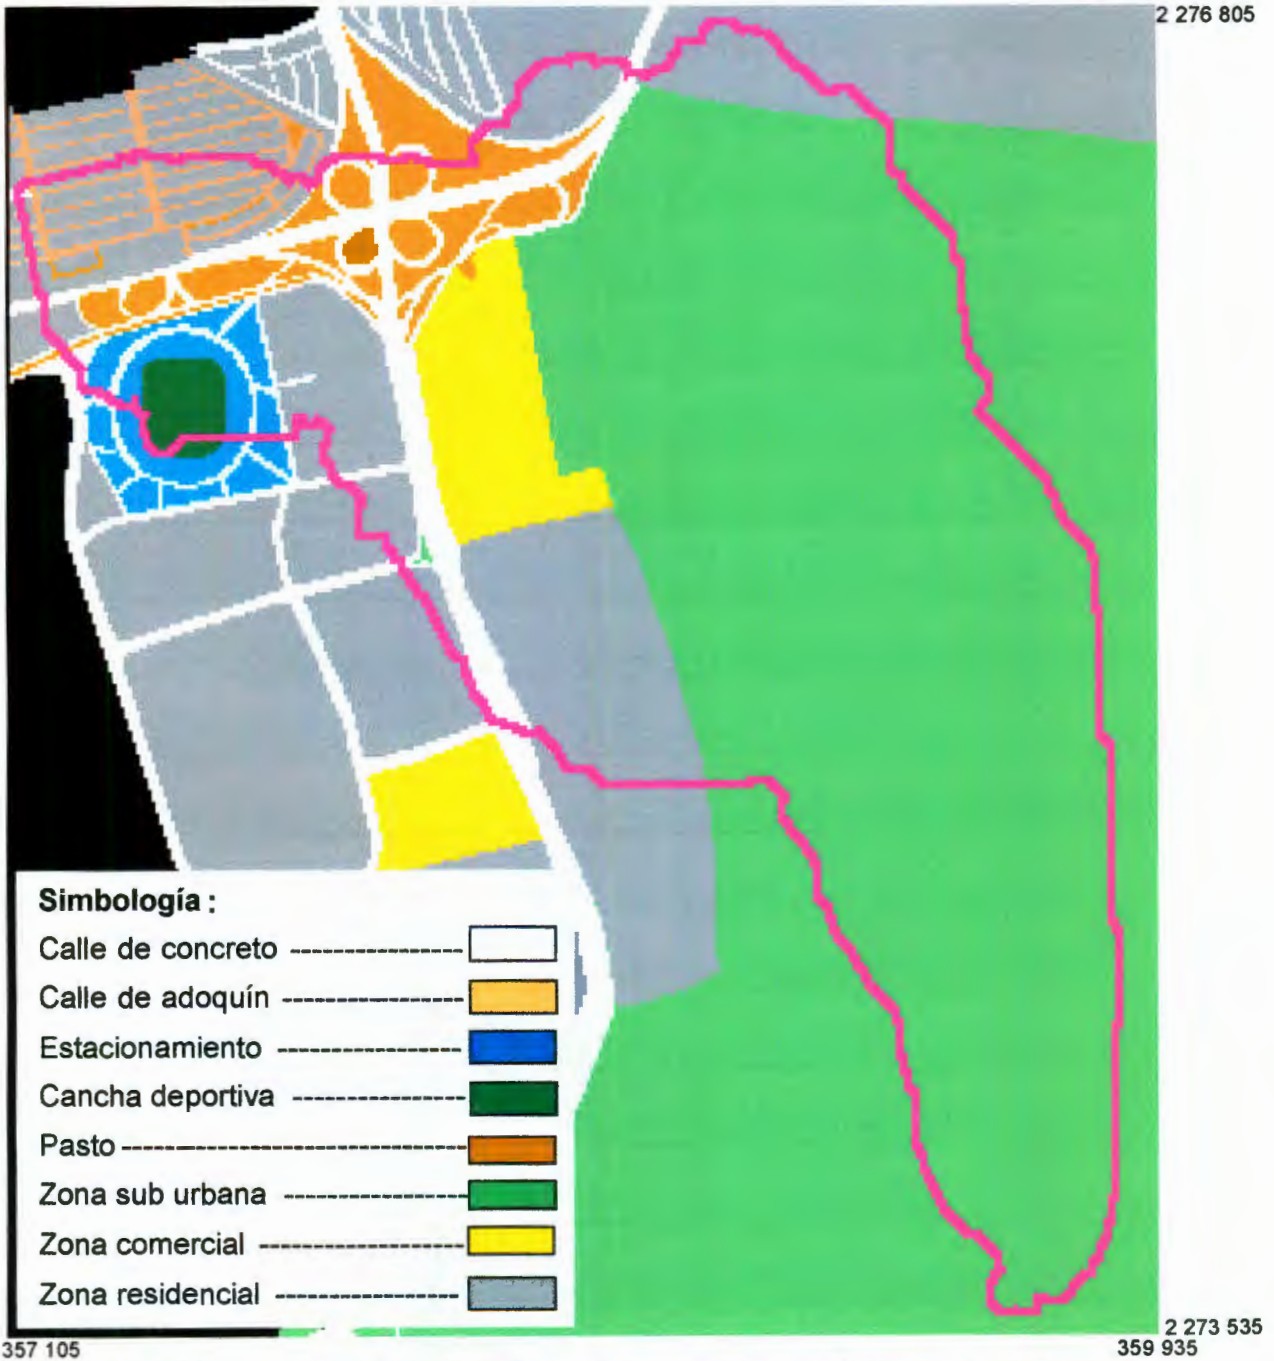 2 276 805
Simbología :
Calle de concreto
Calle de adoquín
Estacionamiento
Cancha deportiva
Pasto
Zona sub urbana
Zona comercial
Zona residencial
2 273 535
357 105
359 935